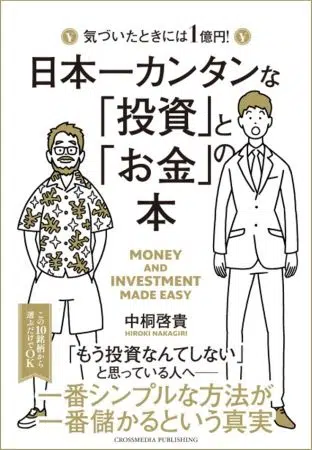 気づいたときには1億円!
日本一カンタンな
「投資」と
「お金」の
本
MONEY
AND
INVESTMENT
MADE EASY
中桐啓貴
HIROKI NAKAGIRI
この10銘柄から
選ぶだけでOK
「もう投資なんてしない」
と思っている人へ──
一番シンプルな方法が
一番儲かるという真実
CROSSMEDIA PUBLISHING